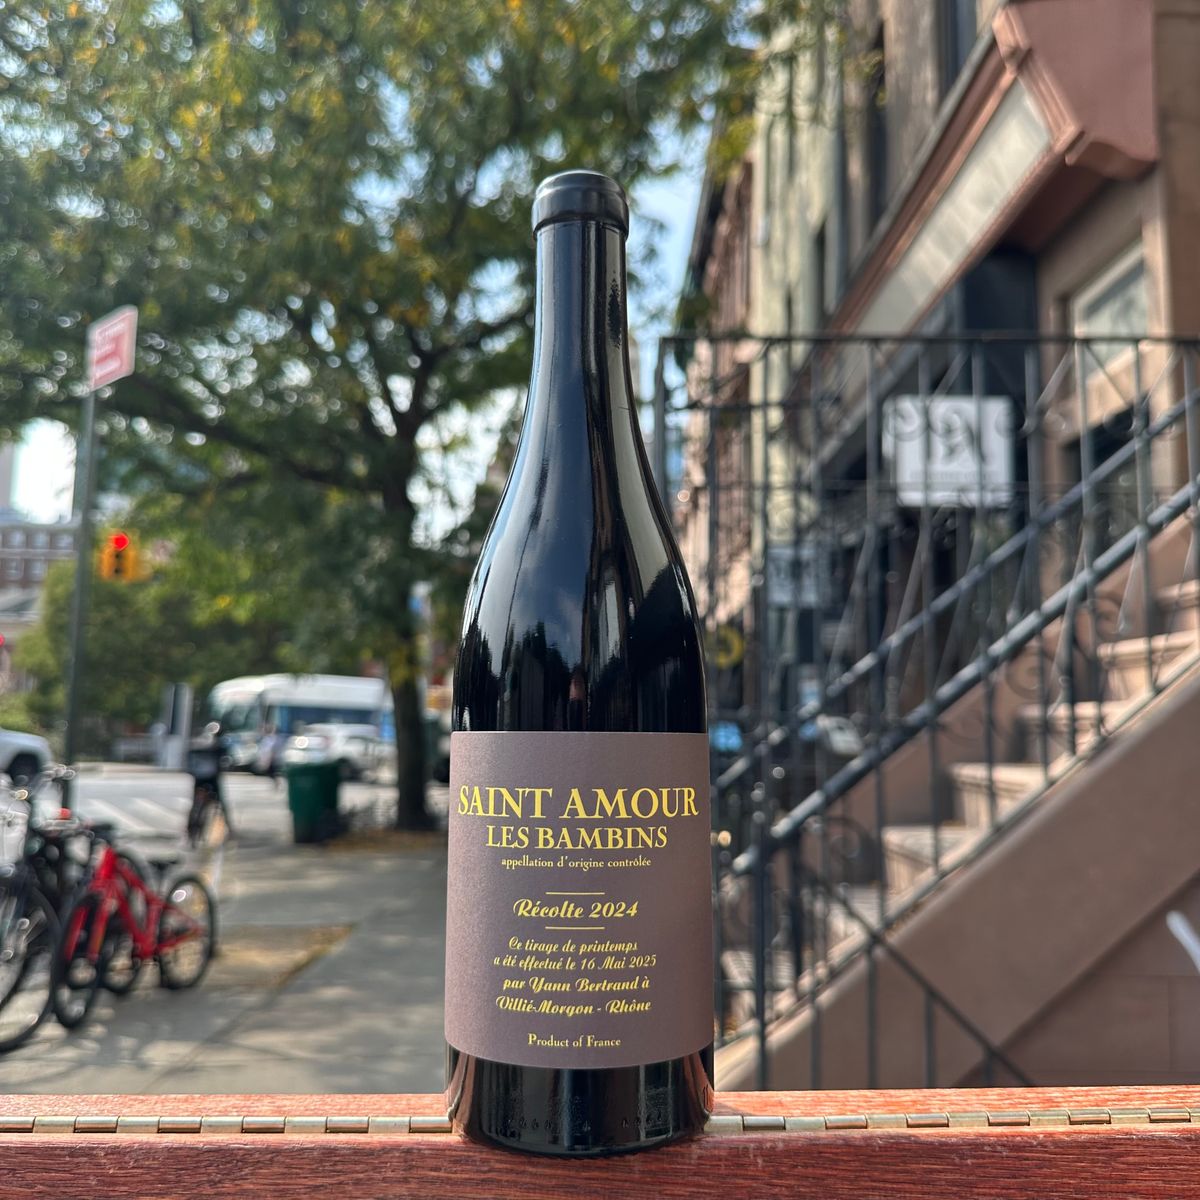 SAINT AMOUR
LES BAMBINS
appellation d'origine contrôlée
Récolte 2024
Ce tirage de printemps
a été effectué le 16 Mai 2025
par Yann Bertrand à
Villié-Morgon - Rhône
Product of France